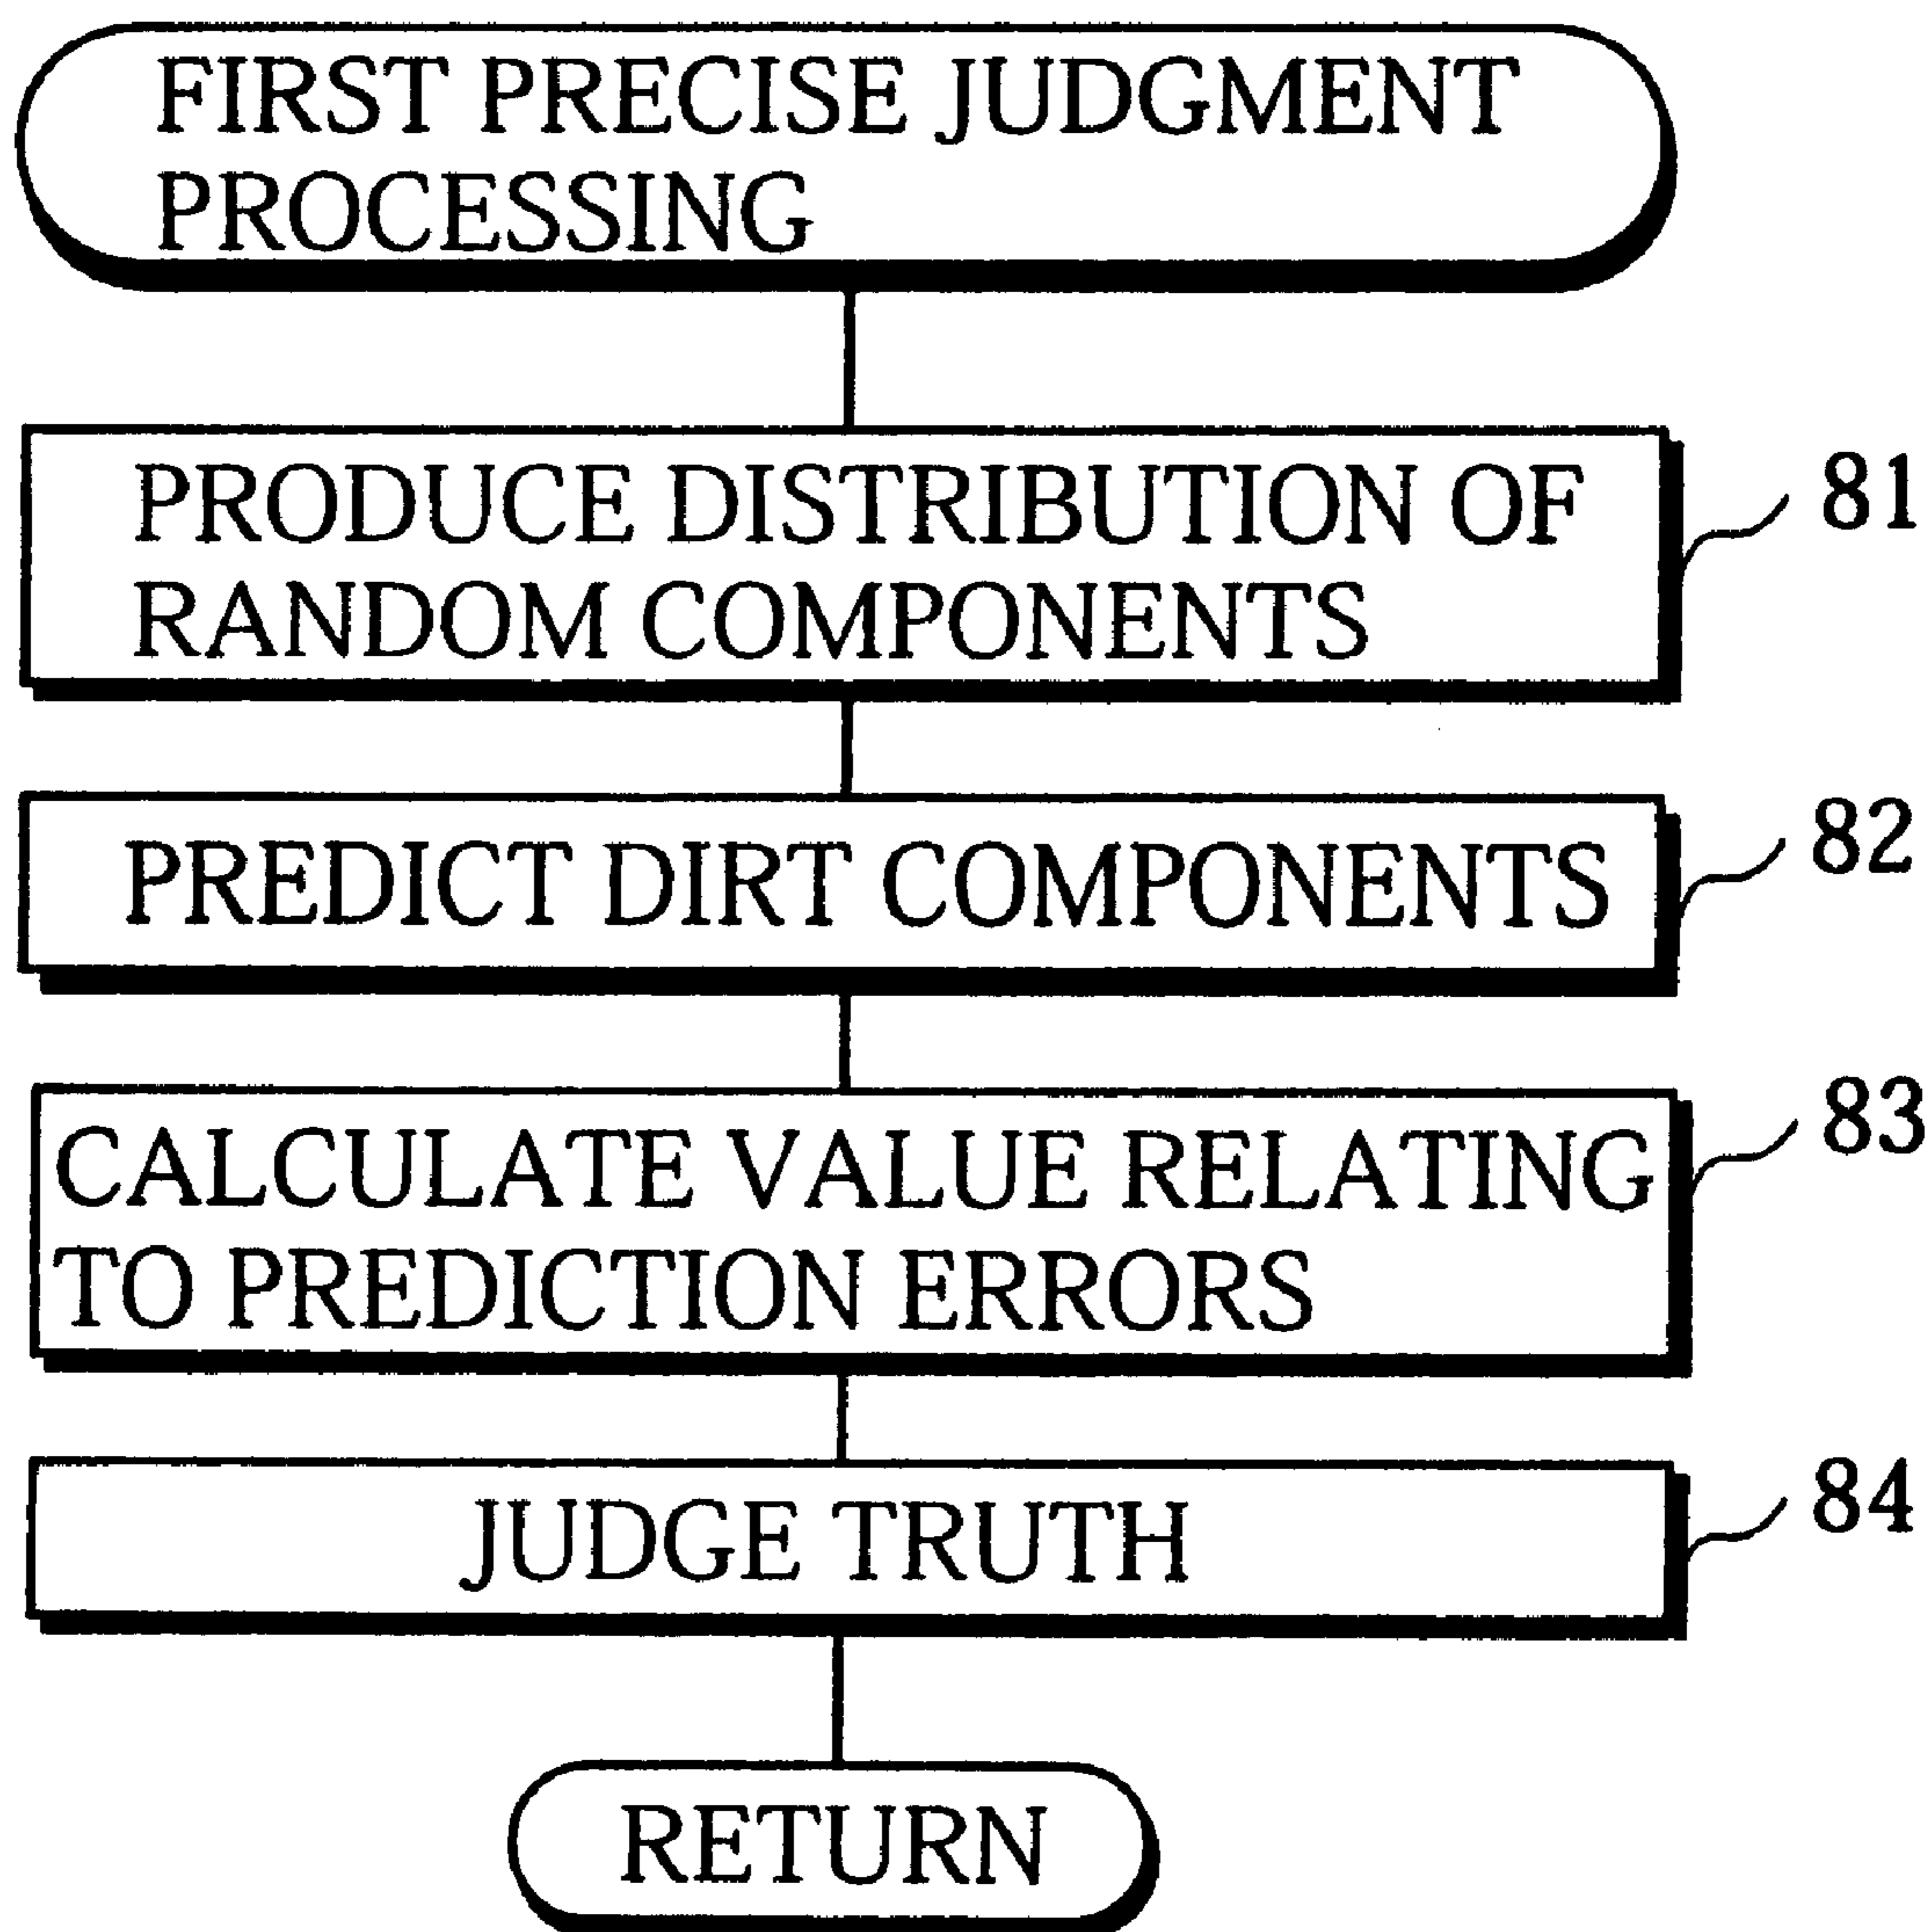 FIRST PRECISE JUDGMENT
PROCESSING
PRODUCE DISTRIBUTION OF
RANDOM COMPONENTS
81
PREDICT DIRT COMPONENTS
82
CALCULATE VALUE RELATING
TO PREDICTION ERRORS
83
JUDGE TRUTH
84
RETURN